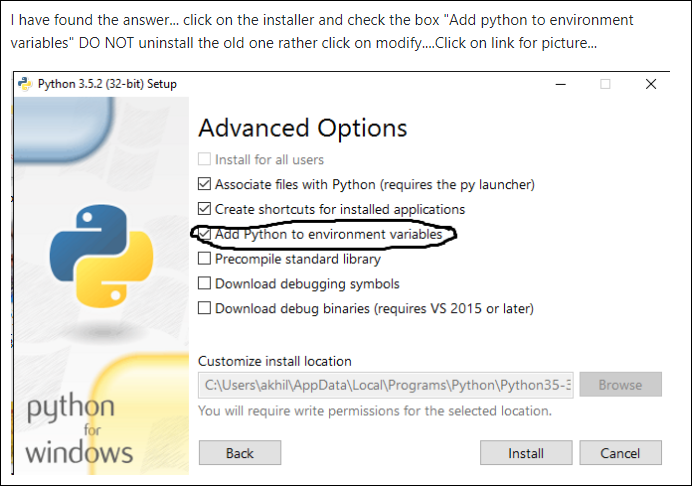 I have found the answer... click on the installer and check the box "Add python to environment
variables" DO NOT uninstall the old one rather click on modify....Click on link for picture...
Python 3.5.2 (32-bit) Setup
Advanced Options
Install for all users
Associate files with Python (requires the py launcher)
Create shortcuts for installed applications
Add Python to environment variables
Precompile standard library
Download debugging symbols
Download debug binaries (requires VS 2015 or later)
Customize install location
C:\Users\akhil\AppData\Local\Programs\Python\Python35-3
Browse
You will require write permissions for the selected location.
python
for
windows
Back
Install
Cancel